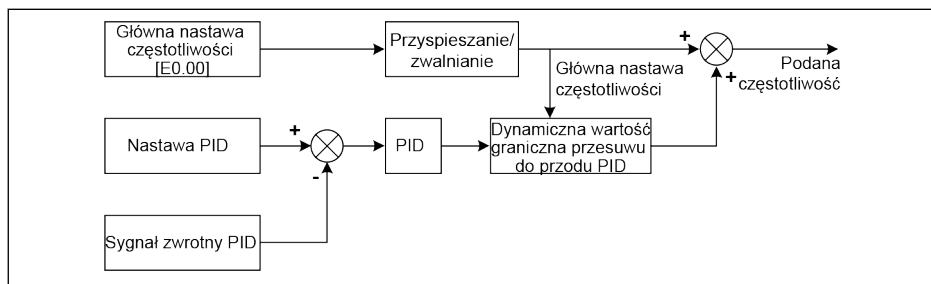 Główna nastawa
częstotliwości
[E0.00]
Przyspieszanie/
zwalnianie
+
+
Podana
częstotliwość
Główna nastawa
częstotliwości
Nastawa PID
+
-
PID
Dynamiczna wartość
graniczna przesuwu
do przodu PID
Sygnał zwrotny PID